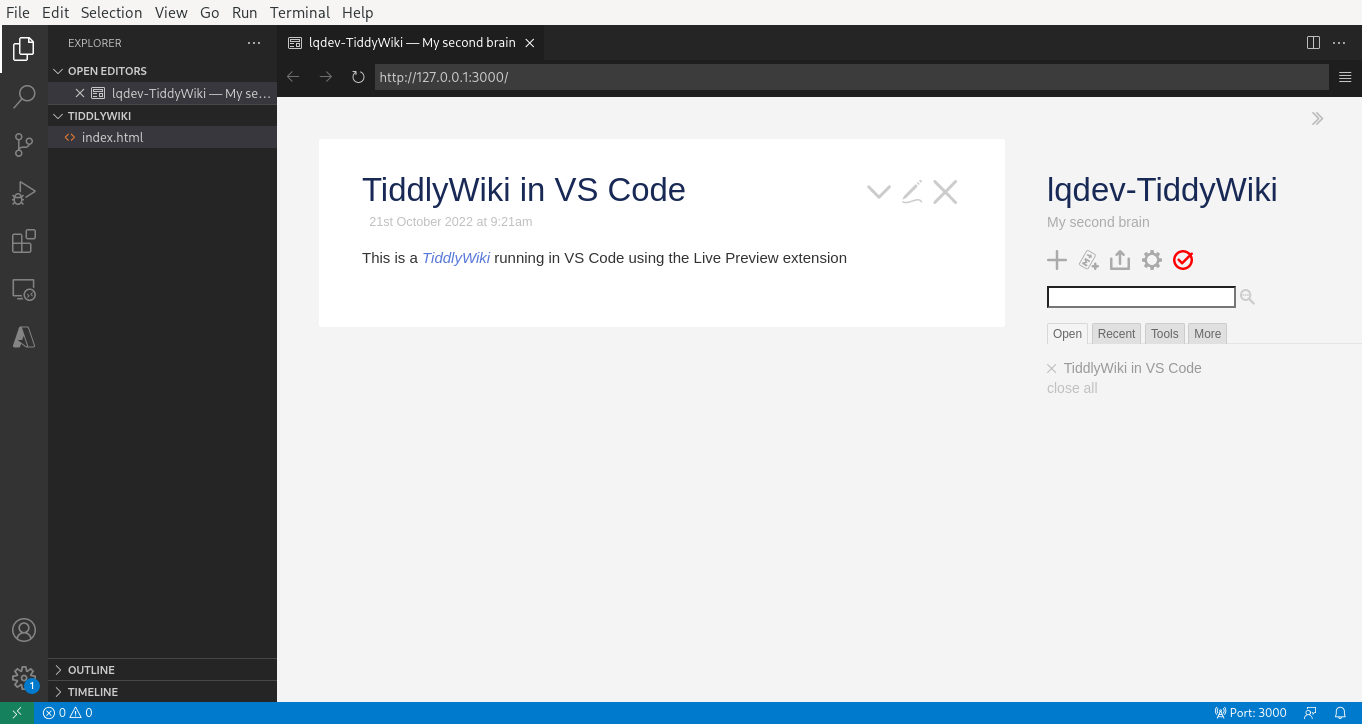 File Edit Selection View Go Run Terminal Help
EXPLORER
OPEN EDITORS
lqdev-TiddyWiki — My se...
TIDDLYWIKI
index.html
OUTLINE
TIMELINE
1
lqdev-TiddyWiki — My second brain
http://127.0.0.1:3000/
TiddlyWiki in VS Code
21st October 2022 at 9:21am
This is a TiddlyWiki running in VS Code using the Live Preview extension
lqdev-TiddyWiki
My second brain
Open Recent Tools More
TiddlyWiki in VS Code
close all
0 0 Port: 3000